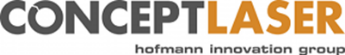 CONCEPTLASER
hofmann innovation group